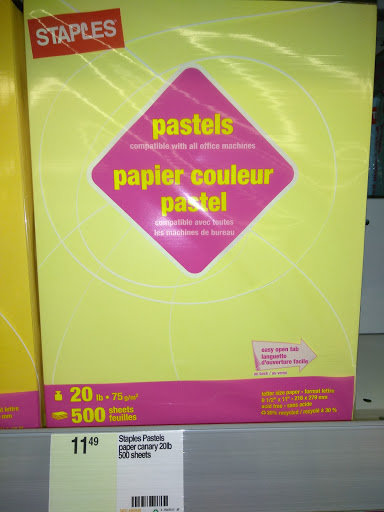 STAPLES
pastels
compatible with all office machines
papier couleur
pastel
compatible avec toutes
les machines de bureau
easy open tab
languette
d'ouverture facile
20 lb • 75 g/m²
500 sheets
feuilles
letter size paper • format lettre
8 1/2" x 11" • 216 x 279 mm
acid free • sans acide
30% recycled / recyclé à 30 %
11.49
Staples Pastels
paper canary 20lb
500 sheets